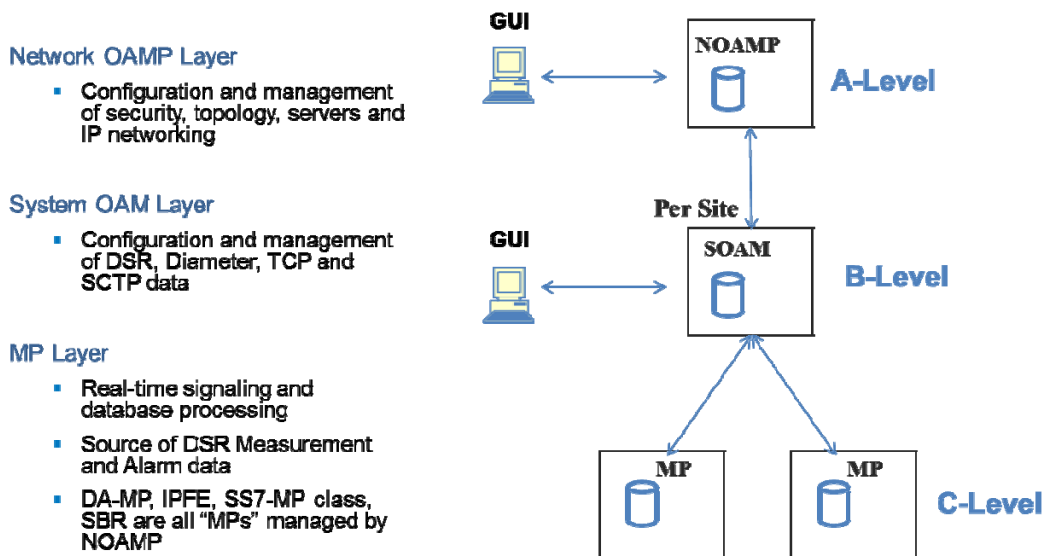 Network OAMP Layer
▪ Configuration and management
of security, topology, servers and
IP networking
System OAM Layer
▪ Configuration and management
of DSR, Diameter, TCP and
SCTP data
MP Layer
▪ Real-time signaling and
database processing
▪ Source of DSR Measurement
and Alarm data
▪ DA-MP, IPFE, SS7-MP class,
SBR are all “MPs” managed by
NOAMP
GUI
NOAMP
A-Level
Per Site
GUI
SOAM
B-Level
MP
MP
C-Level